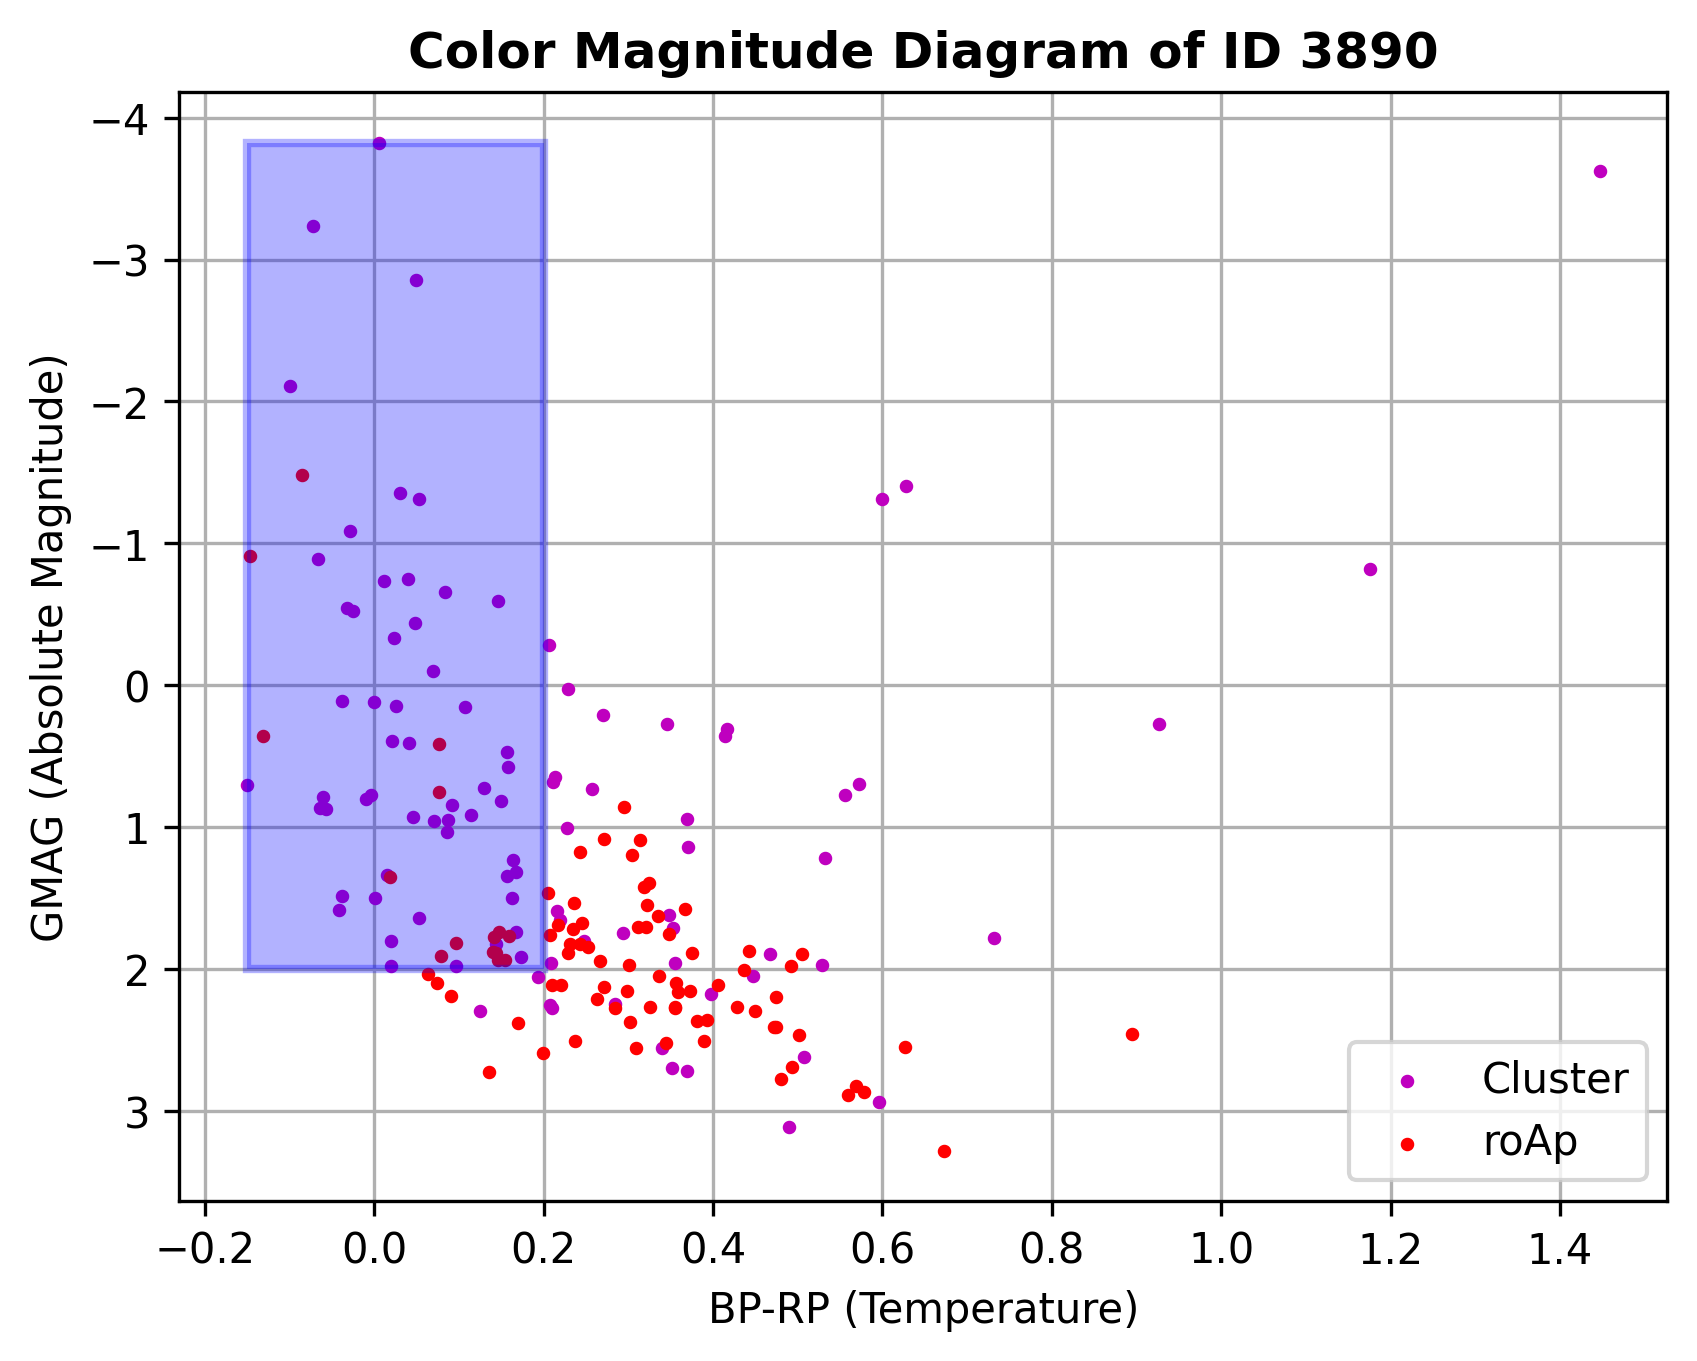 Color Magnitude Diagram of ID 3890
GMAG (Absolute Magnitude)
−4
−3
−2
−1
0
1
2
3
Cluster
roAp
−0.2 0.0 0.2 0.4 0.6 0.8 1.0 1.2 1.4
BP-RP (Temperature)